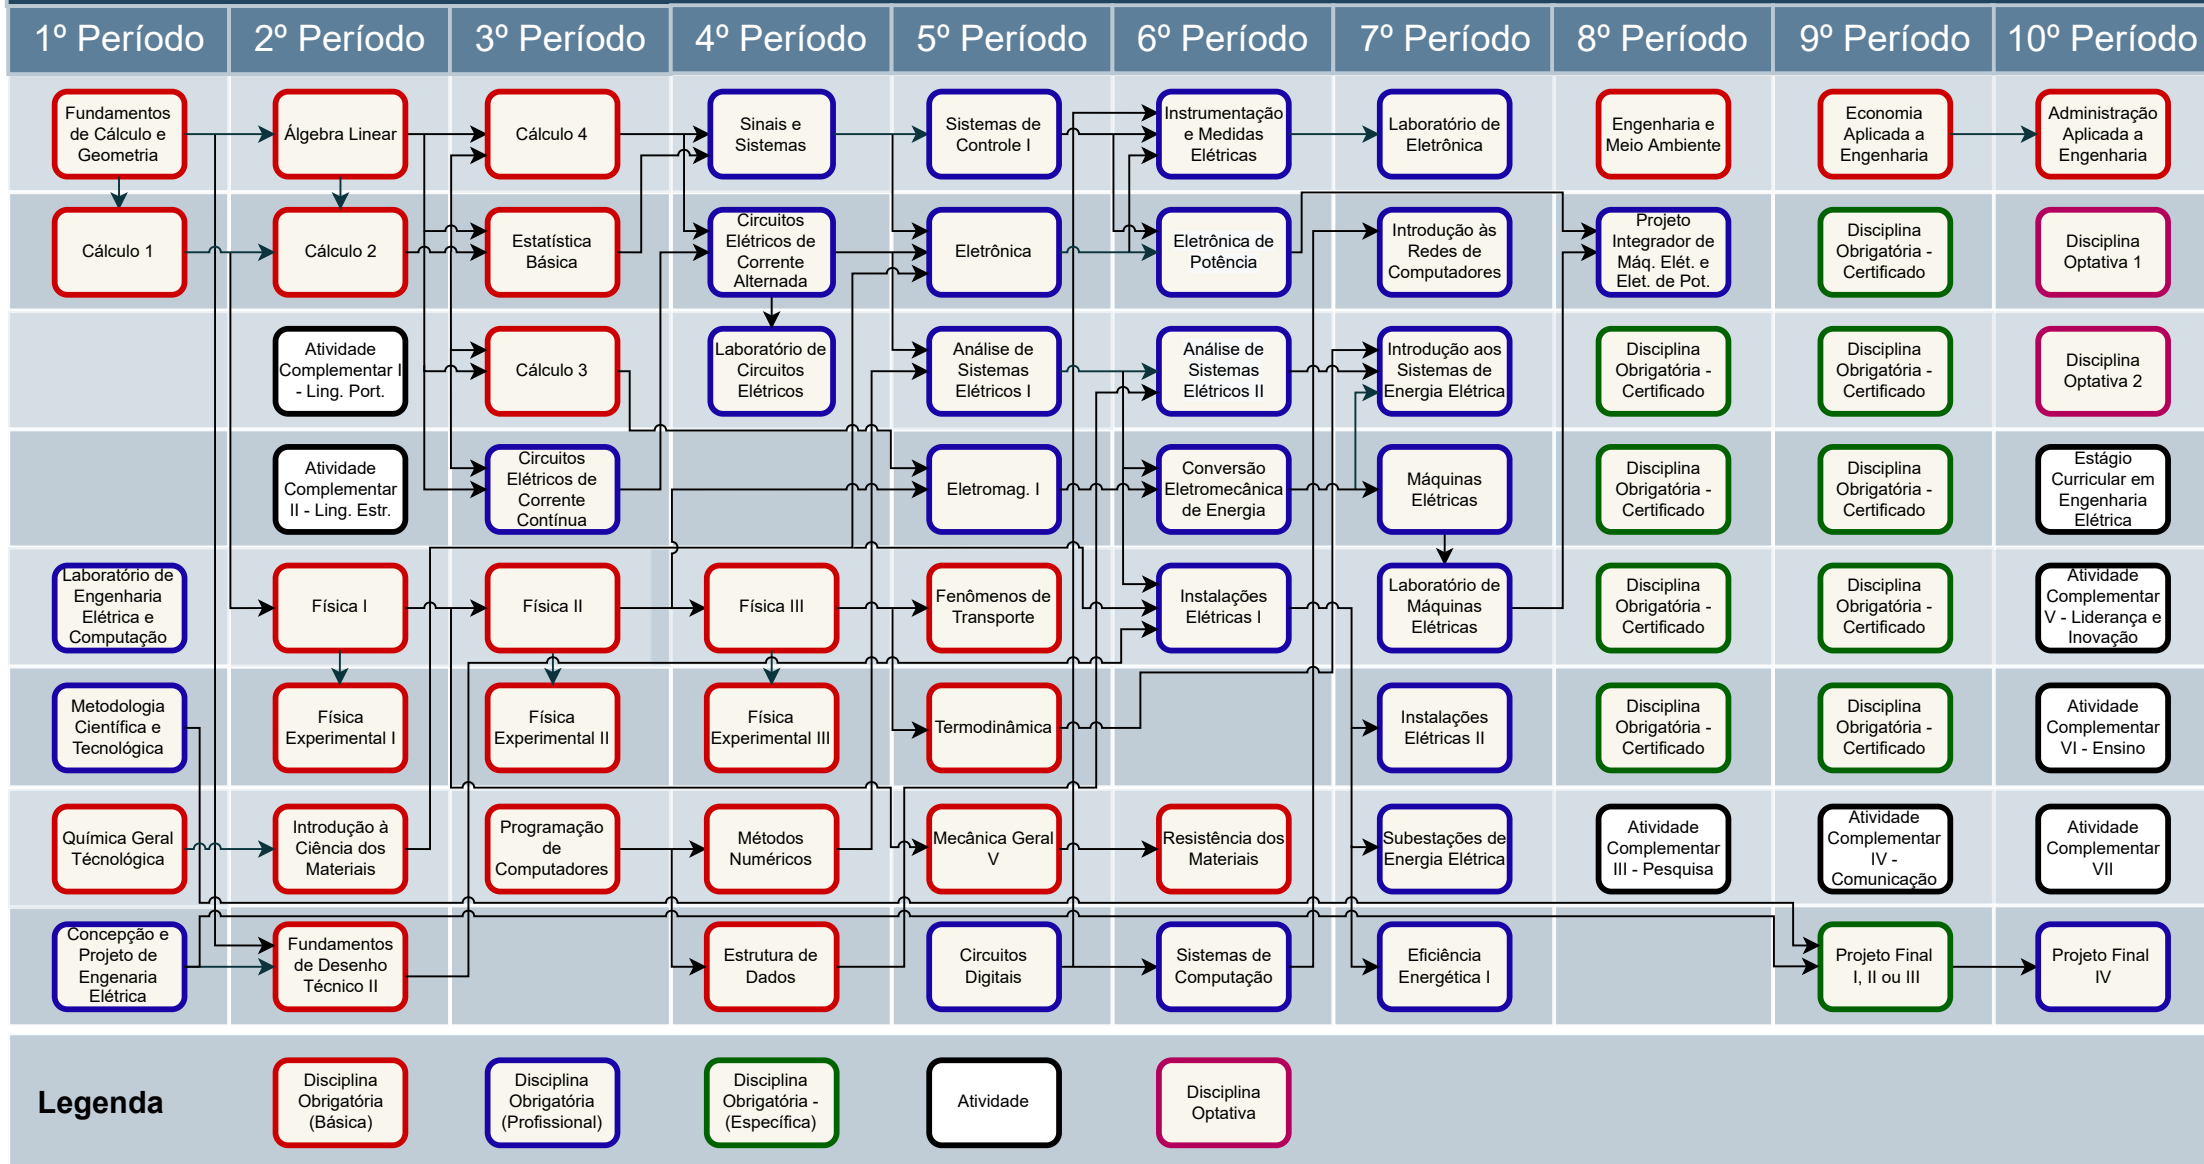 1º Período
2º Período
3º Período
4º Período
5º Período
6º Período
7º Período
8º Período
9º Período
10º Período
Fundamentos
de Cálculo e
Geometria
Álgebra Linear
Cálculo 4
Sinais e
Sistemas
Sistemas de
Controle I
Instrumentação
e Medidas
Elétricas
Laboratório de
Eletrônica
Engenharia e
Meio Ambiente
Economia
Aplicada a
Engenharia
Administração
Aplicada a
Engenharia
Cálculo 1
Cálculo 2
Estatística
Básica
Circuitos
Elétricos de
Corrente
Alternada
Eletrônica
Eletrônica de
Potência
Introdução às
Redes de
Computadores
Projeto
Integrador de
Máq. Elét. e
Elet. de Pot.
Disciplina
Obrigatória -
Certificado
Disciplina
Optativa 1
Atividade
Complementar I
- Ling. Port.
Cálculo 3
Laboratório de
Circuitos
Elétricos
Análise de
Sistemas
Elétricos I
Análise de
Sistemas
Elétricos II
Introdução aos
Sistemas de
Energia Elétrica
Disciplina
Obrigatória -
Certificado
Disciplina
Obrigatória -
Certificado
Disciplina
Optativa 2
Atividade
Complementar
II - Ling. Estr.
Circuitos
Elétricos de
Corrente
Contínua
Eletromag. I
Conversão
Eletromecânica
de Energia
Máquinas
Elétricas
Disciplina
Obrigatória -
Certificado
Disciplina
Obrigatória -
Certificado
Estágio
Curricular em
Engenharia
Elétrica
Laboratório de
Engenharia
Elétrica e
Computação
Física I
Física II
Física III
Fenômenos de
Transporte
Instalações
Elétricas I
Laboratório de
Máquinas
Elétricas
Disciplina
Obrigatória -
Certificado
Disciplina
Obrigatória -
Certificado
Atividade
Complementar
V - Liderança e
Inovação
Metodologia
Científica e
Tecnológica
Física
Experimental I
Física
Experimental II
Física
Experimental III
Termodinâmica
Instalações
Elétricas II
Disciplina
Obrigatória -
Certificado
Disciplina
Obrigatória -
Certificado
Atividade
Complementar
VI - Ensino
Química Geral
Técnológica
Introdução à
Ciência dos
Materiais
Programação
de
Computadores
Métodos
Numéricos
Mecânica Geral
V
Resistência dos
Materiais
Subestações de
Energia Elétrica
Atividade
Complementar
III - Pesquisa
Atividade
Complementar
IV -
Comunicação
Atividade
Complementar
VII
Concepção e
Projeto de
Engenaria
Elétrica
Fundamentos
de Desenho
Técnico II
Estrutura de
Dados
Circuitos
Digitais
Sistemas de
Computação
Eficiência
Energética I
Projeto Final
I, II ou III
Projeto Final
IV
Legenda
Disciplina
Obrigatória
(Básica)
Disciplina
Obrigatória
(Profissional)
Disciplina
Obrigatória -
(Específica)
Atividade
Disciplina
Optativa